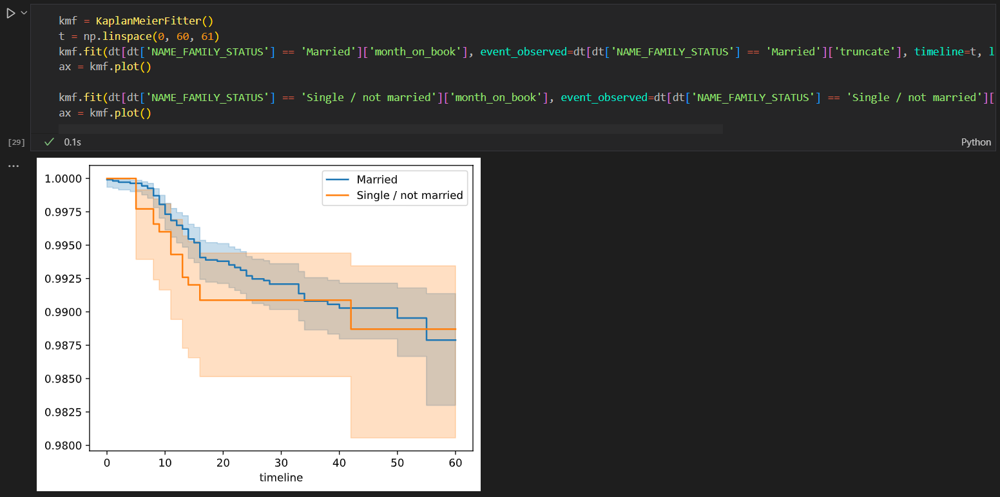 kmf = KaplanMeierFitter()
t = np.linspace(0, 60, 61)
kmf.fit(dt[dt['NAME_FAMILY_STATUS'] == 'Married']['month_on_book'], event_observed=dt[dt['NAME_FAMILY_STATUS'] == 'Married']['truncate'], timeline=t, l
ax = kmf.plot()
kmf.fit(dt[dt['NAME_FAMILY_STATUS'] == 'Single / not married']['month_on_book'], event_observed=dt[dt['NAME_FAMILY_STATUS'] == 'Single / not married'][
ax = kmf.plot()
[29]
0.1s
Python
Married
Single / not married
1.0000
0.9975
0.9950
0.9925
0.9900
0.9875
0.9850
0.9825
0.9800
0 10 20 30 40 50 60
timeline